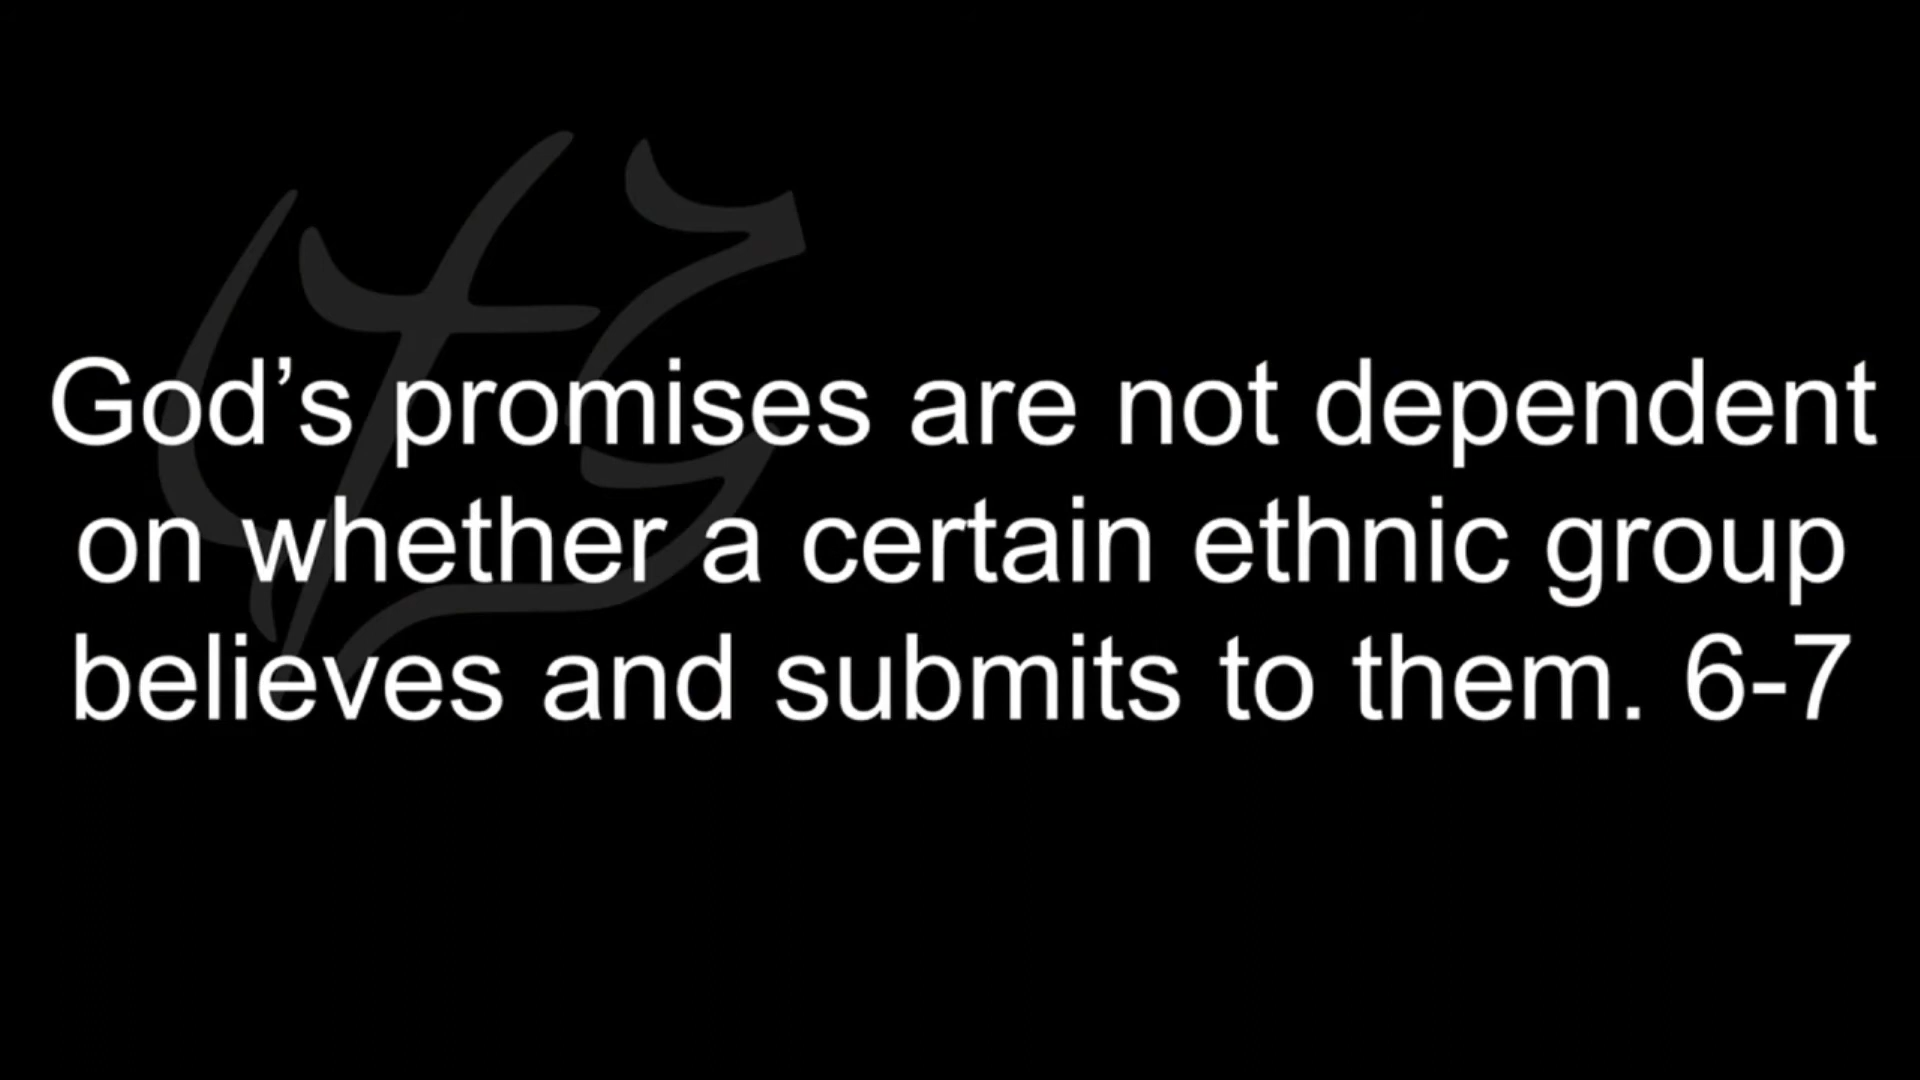 God’s promises are not dependent
on whether a certain ethnic group
believes and submits to them. 6-7